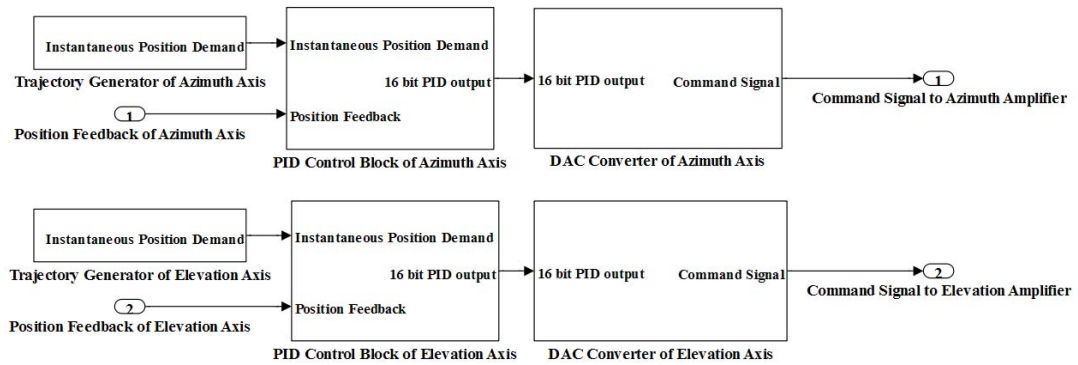 Instantaneous Position Demand
Trajectory Generator of Azimuth Axis
1
Position Feedback of Azimuth Axis
Instantaneous Position Demand
16 bit PID output
Position Feedback
PID Control Block of Azimuth Axis
16 bit PID output
Command Signal
DAC Converter of Azimuth Axis
1
Command Signal to Azimuth Amplifier
Instantaneous Position Demand
Trajectory Generator of Elevation Axis
2
Position Feedback of Elevation Axis
Instantaneous Position Demand
16 bit PID output
Position Feedback
PID Control Block of Elevation Axis
16 bit PID output
Command Signal
DAC Converter of Elevation Axis
2
Command Signal to Elevation Amplifier